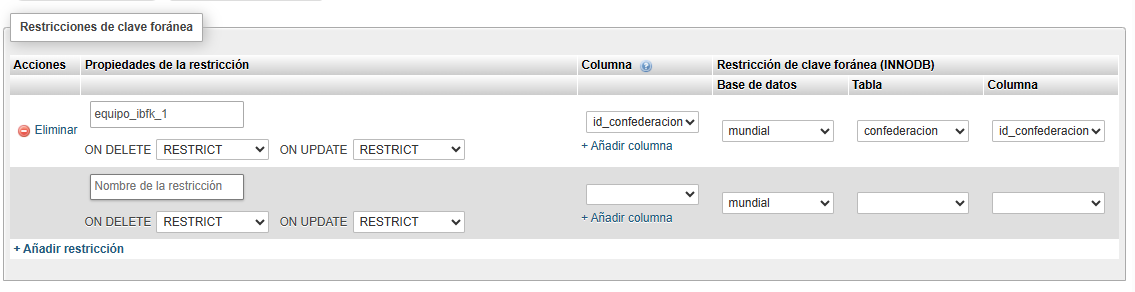 Restricciones de clave foránea
Acciones Propiedades de la restricción Columna Restricción de clave foránea (INNODB)
Base de datos Tabla Columna
equipo_ibfk_1
Eliminar
ON DELETE RESTRICT ON UPDATE RESTRICT
id_confederacion
+ Añadir columna
mundial confederacion id_confederacion
Nombre de la restricción
ON DELETE RESTRICT ON UPDATE RESTRICT
+ Añadir columna
mundial
+ Añadir restricción